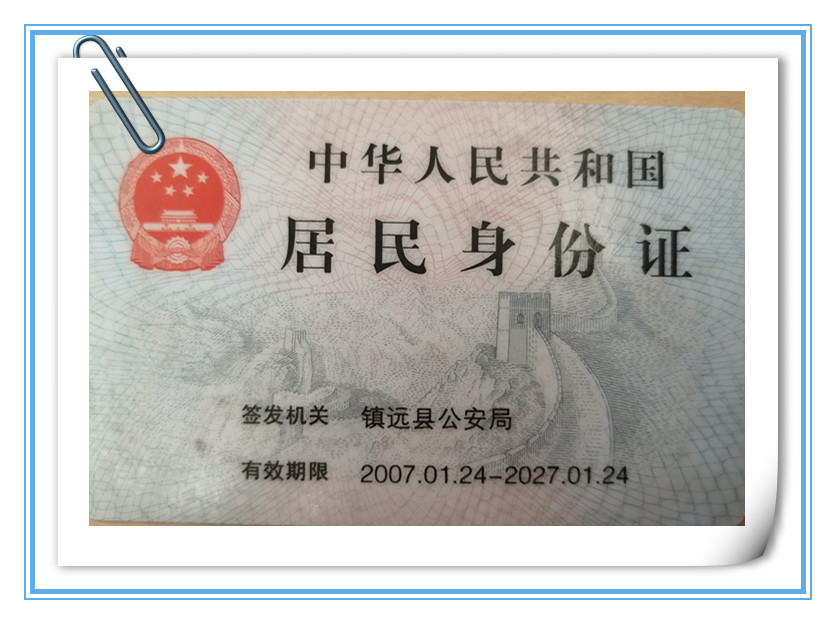 中华人民共和国
居民身份证
签发机关 镇远县公安局
有效期限 2007.01.24-2027.01.24